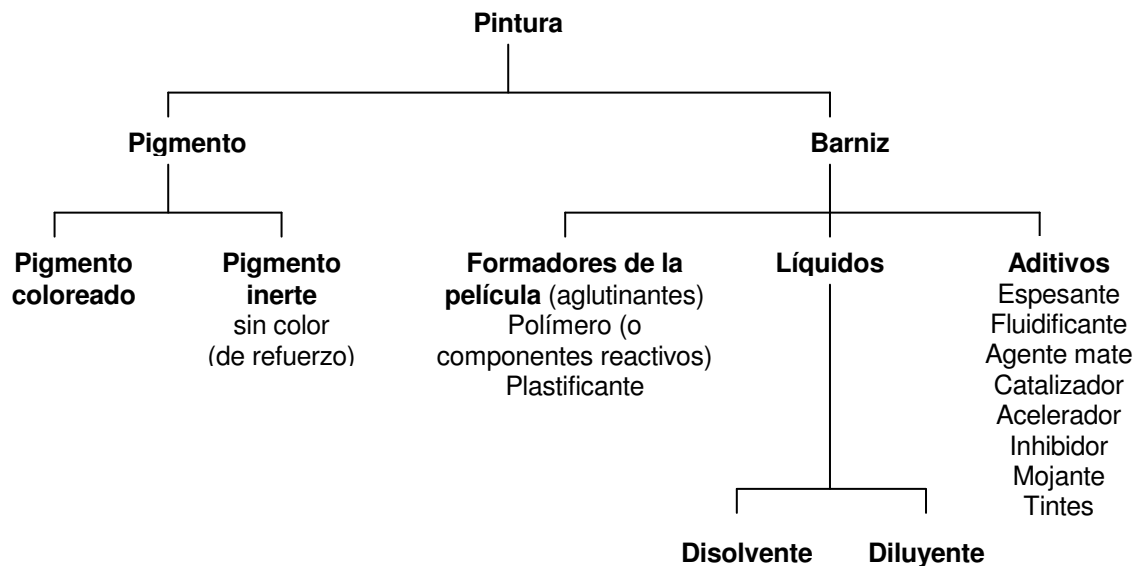 Pintura
Pigmento
Barniz
Pigmento
coloreado
Pigmento
inerte
sin color
(de refuerzo)
Formadores de la
película (aglutinantes)
Polímero (o
componentes reactivos)
Plastificante
Líquidos
Aditivos
Espesante
Fluidificante
Agente mate
Catalizador
Acelerador
Inhibidor
Mojante
Tintes
Disolvente
Diluyente